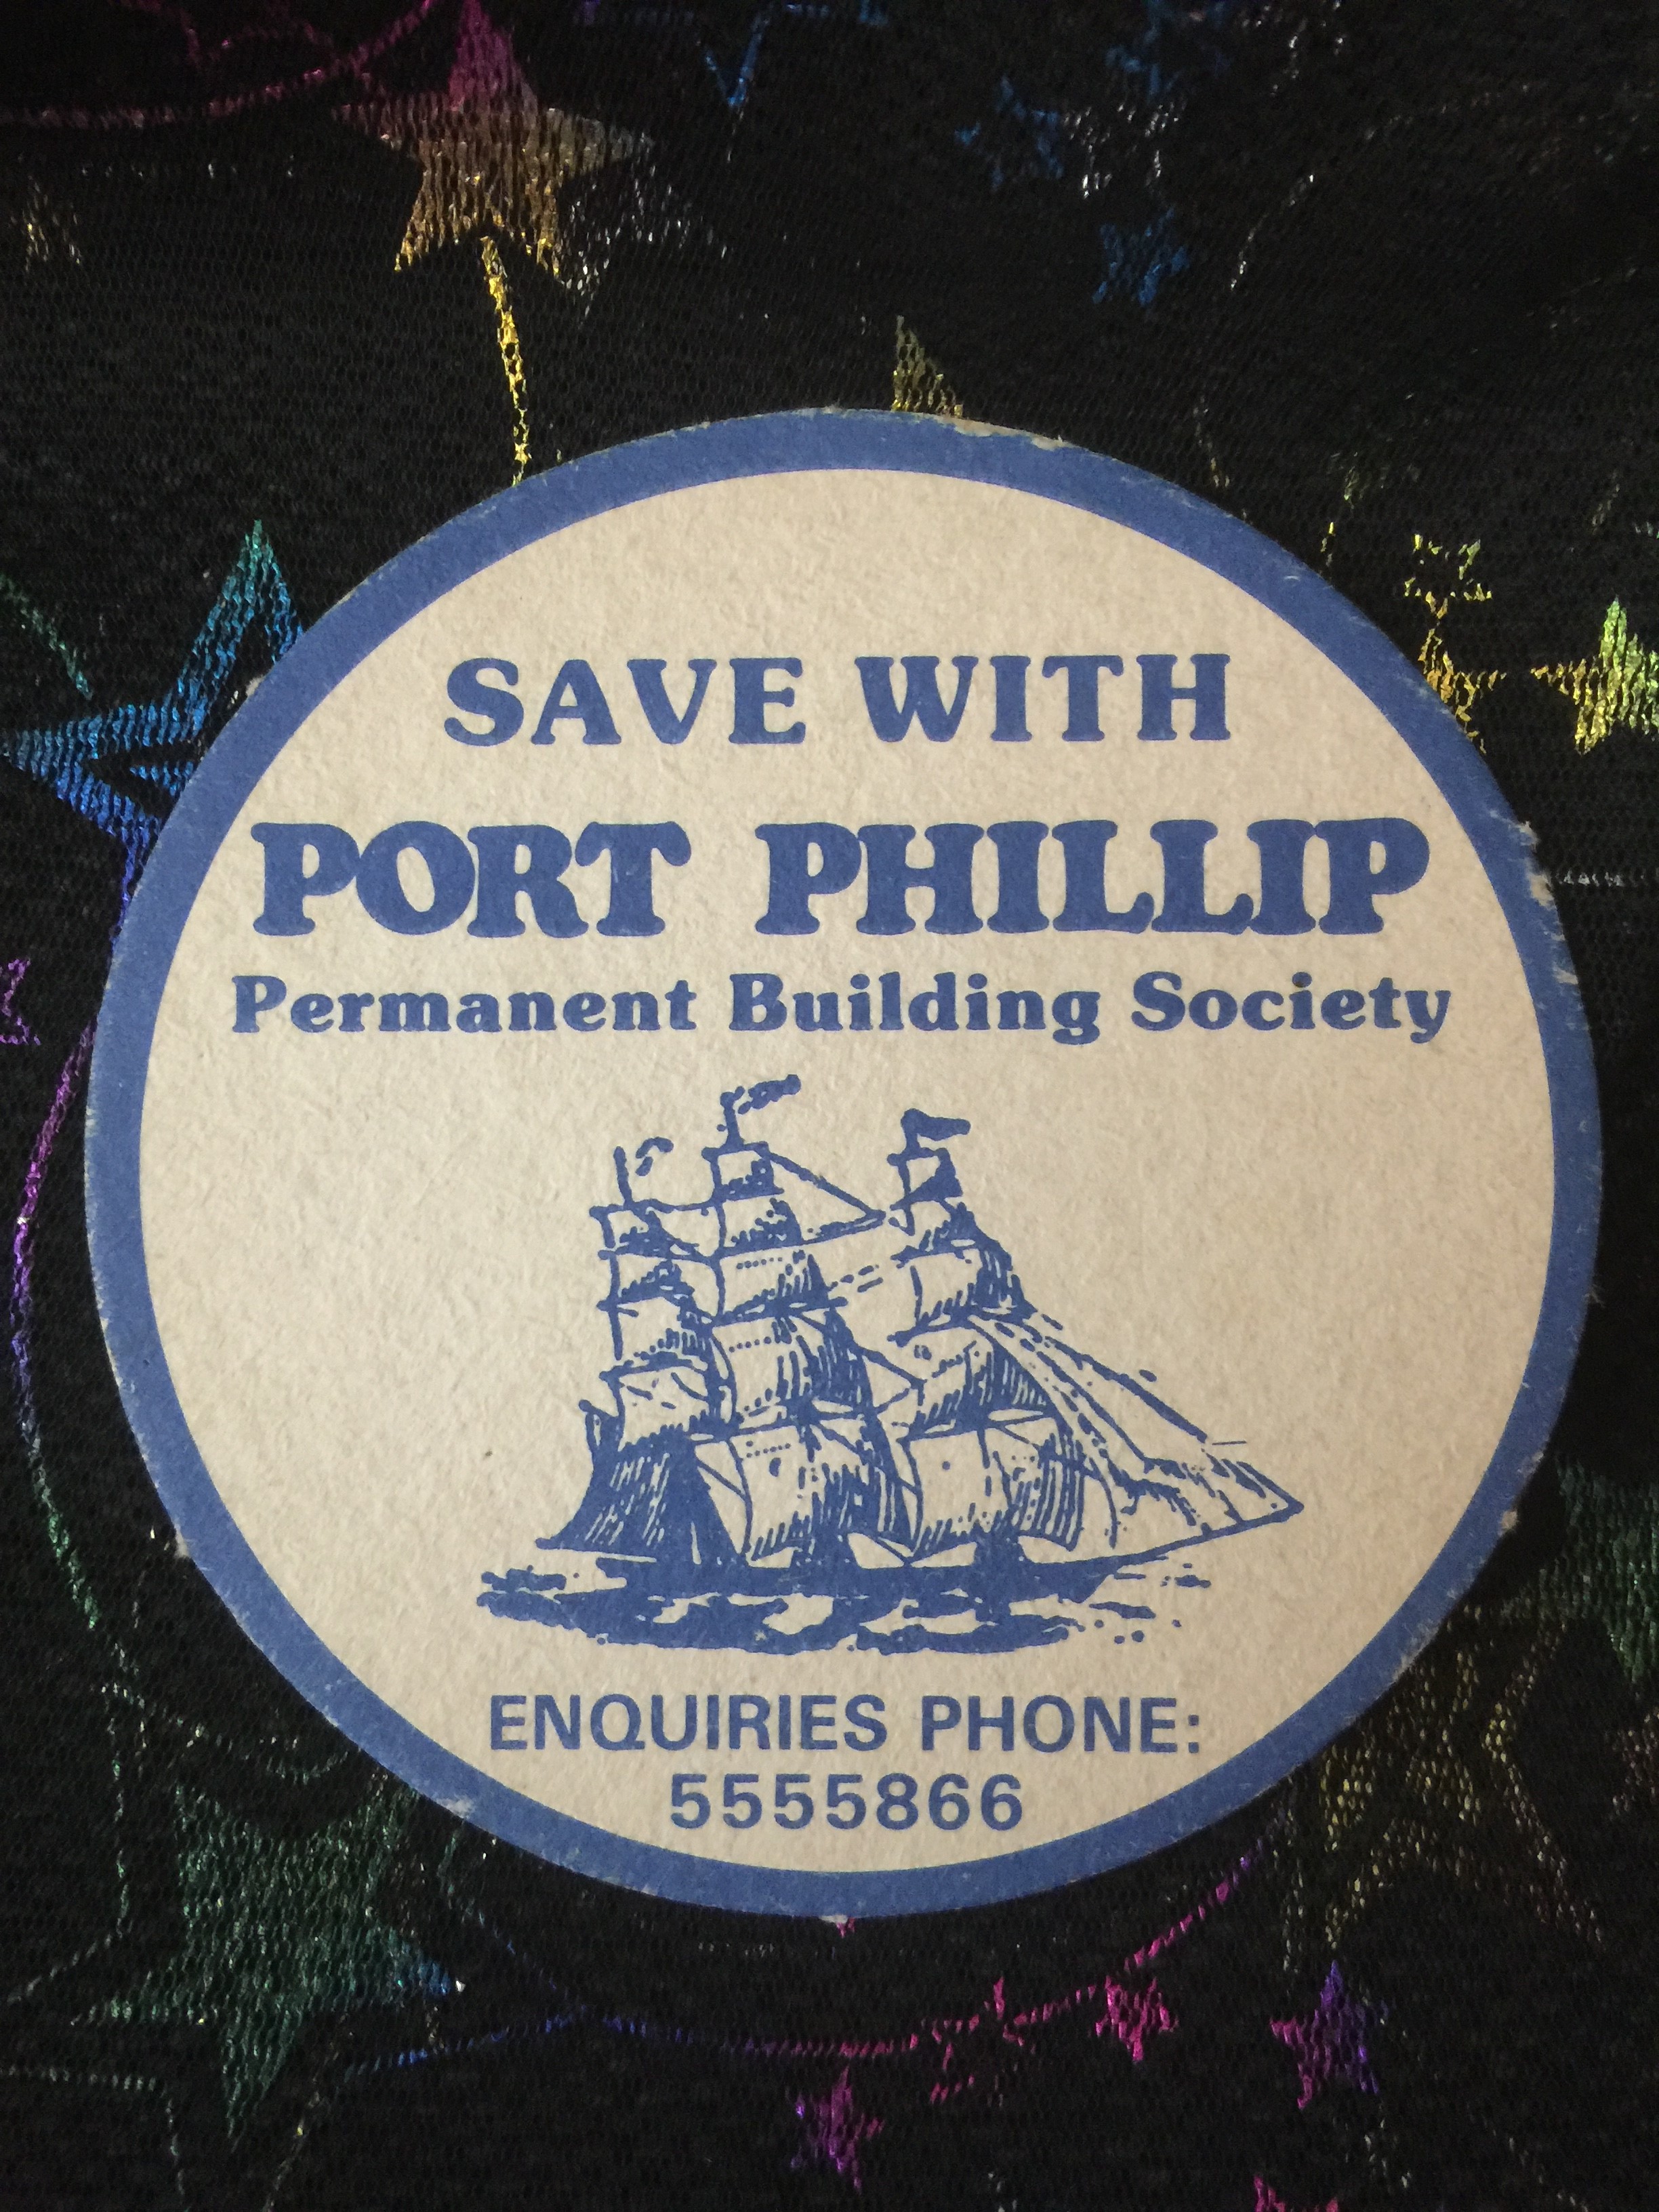 SAVE WITH
PORT PHILLIP
Permanent Building Society
ENQUIRIES PHONE:
5555866